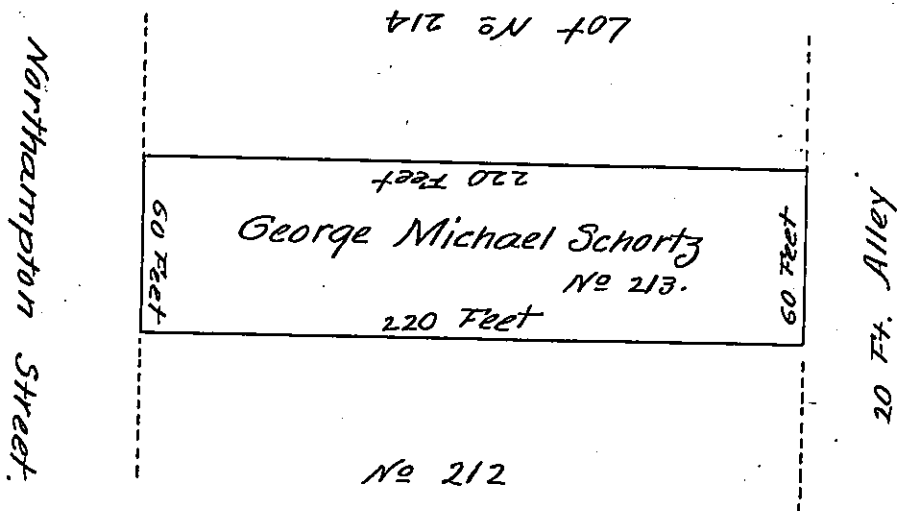 Lot Nº 214
220 Feet
Northampton Street.
60 Feet
George Michael Schortz
Nº 213.
60 Feet
20 Ft. Alley
220 Feet
Nº 212